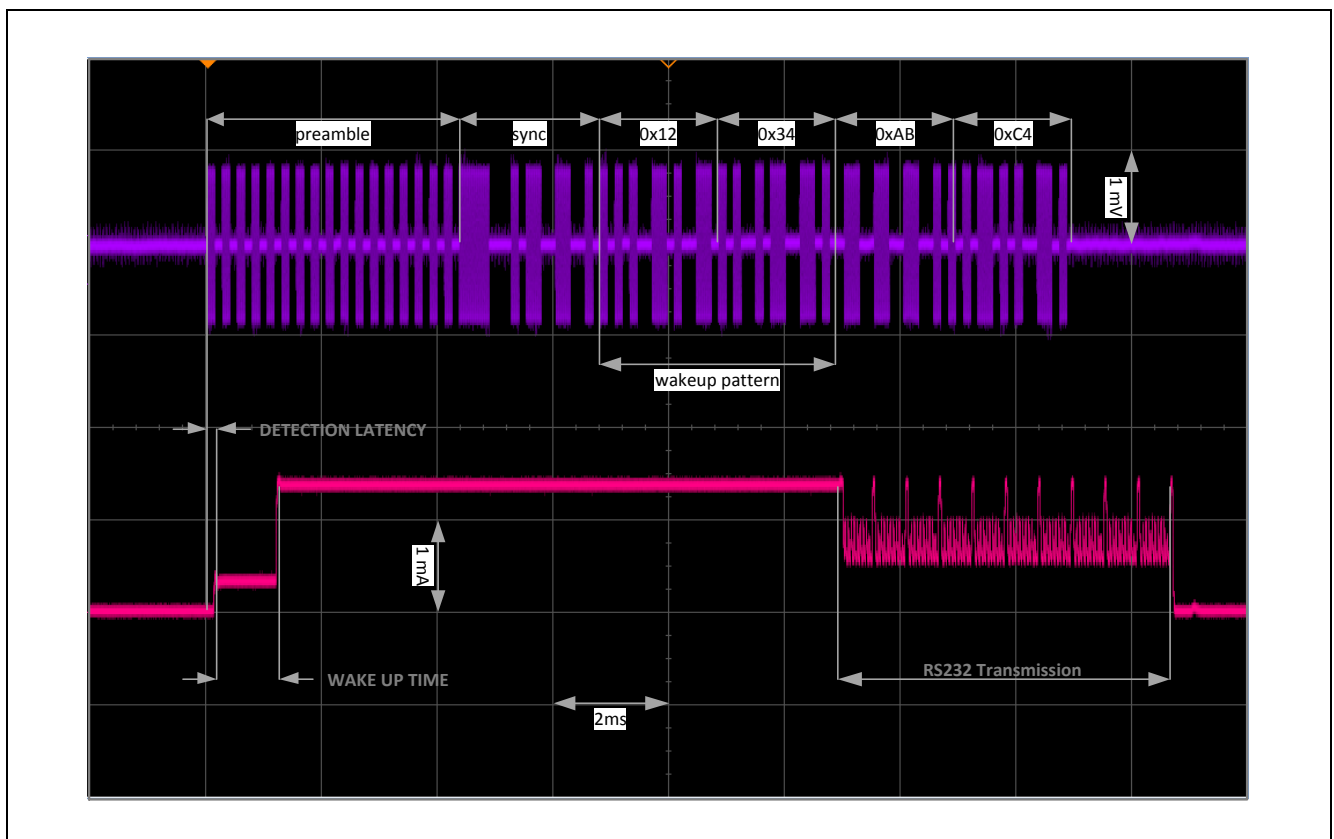 preamble
sync
0x12
0x34
0xAB
0xC4
1 mV
wakeup pattern
DETECTION LATENCY
1 mA
WAKE UP TIME
RS232 Transmission
2ms